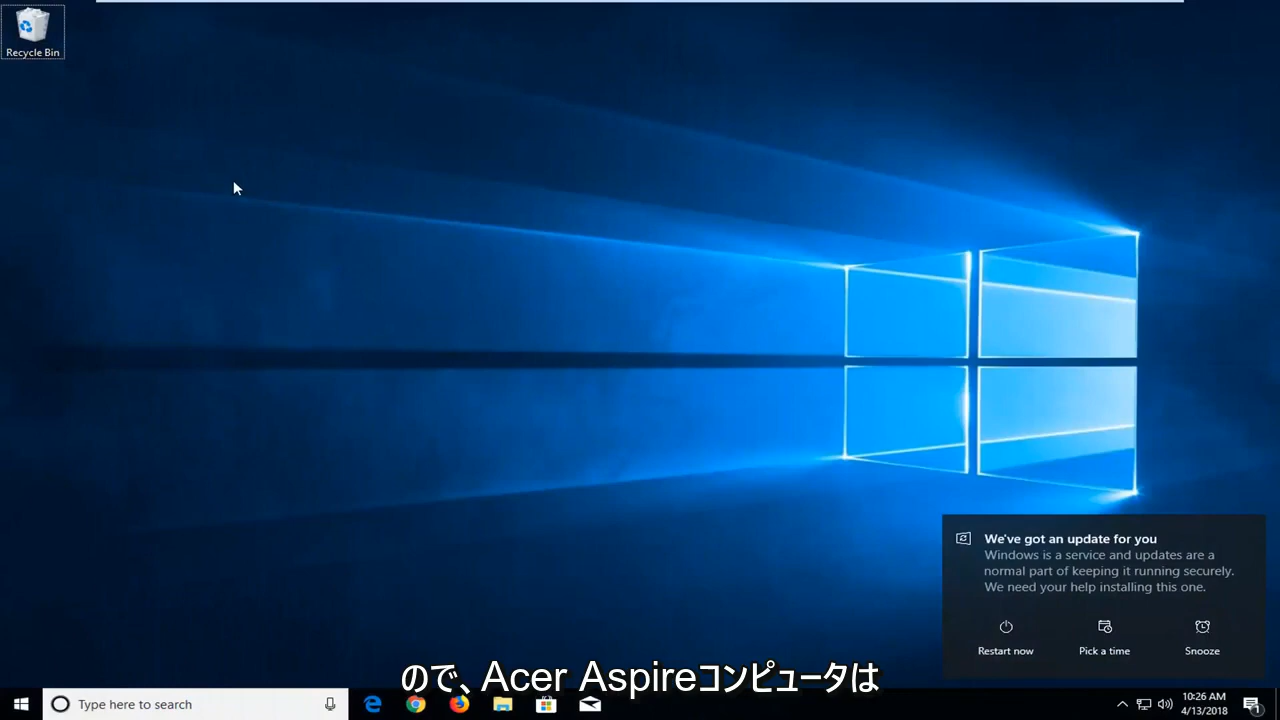 Recycle Bin
We've got an update for you
Windows is a service and updates are a
normal part of keeping it running securely.
We need your help installing this one.
Restart now
Pick a time
Snooze
ので、Acer Aspireコンピュータは
Type here to search
10:26 AM
4/13/2018
1